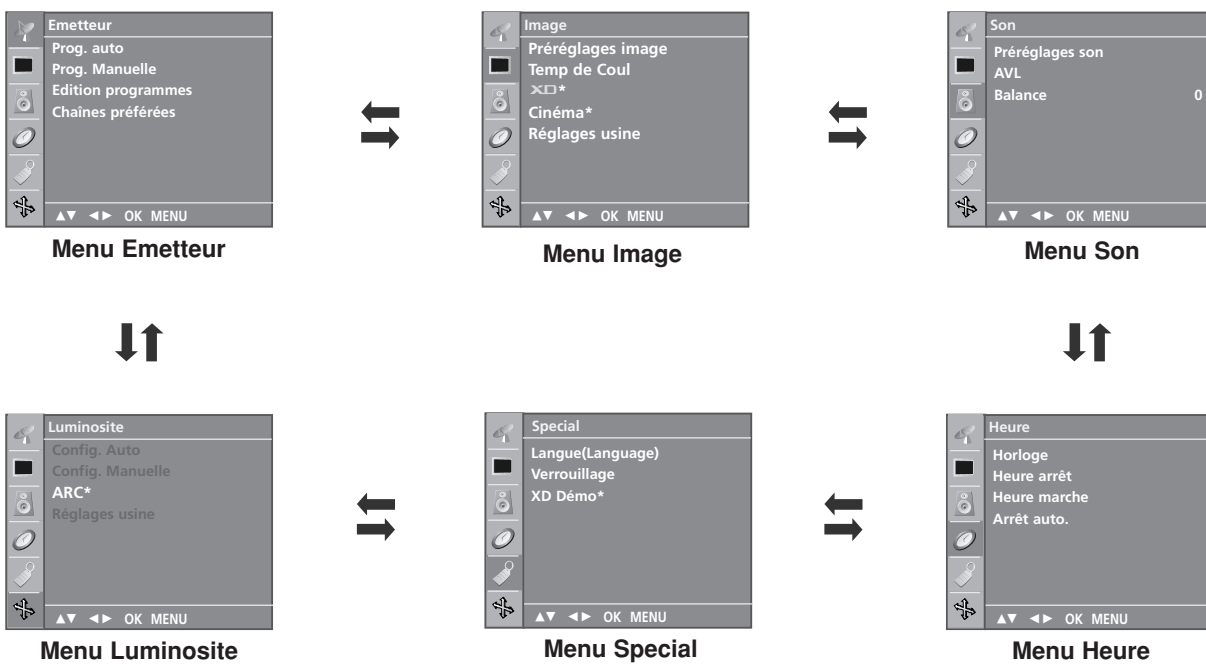 Emetteur
Prog. auto
Prog. Manuelle
Edition programmes
Chaînes préférées
▲▼ ◄► OK MENU
Menu Emetteur
Image
Préréglages image
Temp de Coul
XD*
Cinéma*
Réglages usine
▲▼ ◄► OK MENU
Menu Image
Son
Préréglages son
AVL
Balance 0
▲▼ ◄► OK MENU
Menu Son
Luminosite
Config. Auto
Config. Manuelle
ARC*
Réglages usine
▲▼ ◄► OK MENU
Menu Luminosite
Special
Langue(Language)
Verrouillage
XD Démo*
▲▼ ◄► OK MENU
Menu Special
Heure
Horloge
Heure arrêt
Heure marche
Arrêt auto.
▲▼ ◄► OK MENU
Menu Heure